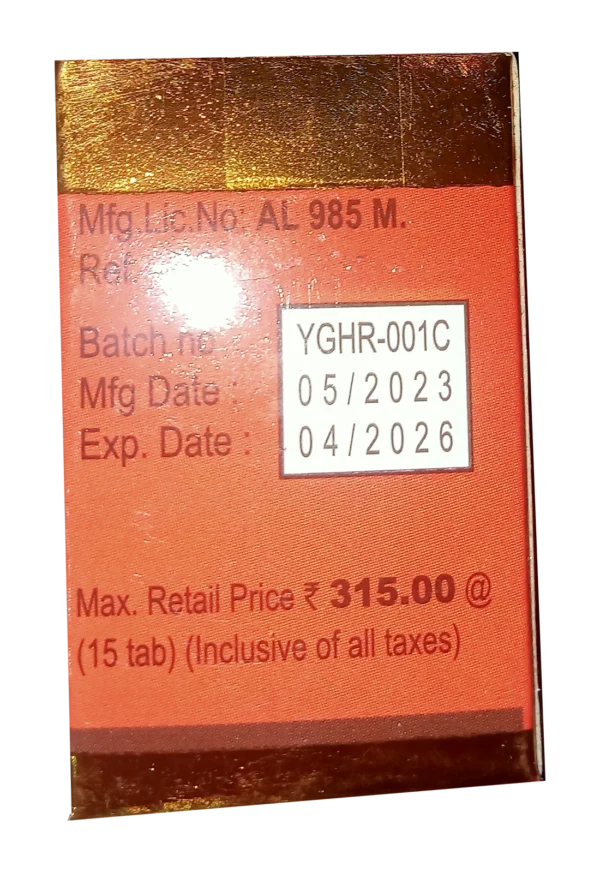 Mfg.Lic.No: AL 985 M.
Ref.
Batch no : YGHR-001C
Mfg Date : 05/2023
Exp. Date : 04/2026
Max. Retail Price ₹ 315.00 @
(15 tab) (Inclusive of all taxes)